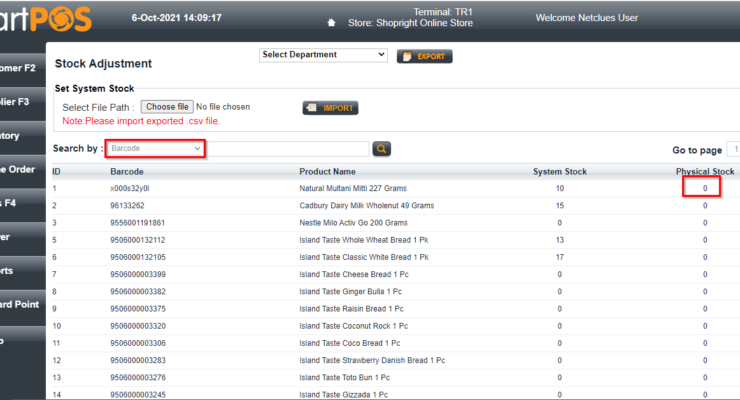 artPOS
6-Oct-2021 14:09:17
Terminal: TR1
Store: Shopright Online Store
Welcome Netclues User
omer F2
lier F3
tory
e Order
s F4
er
rts
ard Point
Stock Adjustment
Select Department
EXPORT
Set System Stock
Select File Path :
Choose file
No file chosen
IMPORT
Note:Please import exported .csv file.
Search by :
Barcode
Go to page
1
ID Barcode Product Name System Stock Physical Stock
1 x000s32y0l Natural Multani Mitti 227 Grams 10 0
2 96133262 Cadbury Dairy Milk Wholenut 49 Grams 15 0
3 9556001191861 Nestle Milo Activ Go 200 Grams 0 0
5 9506000132112 Island Taste Whole Wheat Bread 1 Pk 13 0
6 9506000132105 Island Taste Classic White Bread 1 Pk 17 0
7 9506000003399 Island Taste Cheese Bread 1 Pc 0 0
8 9506000003382 Island Taste Ginger Bulla 1 Pc 0 0
9 9506000003375 Island Taste Raisin Bread 1 Pc 0 0
10 9506000003320 Island Taste Coconut Rock 1 Pc 0 0
11 9506000003306 Island Taste Coco Bread 1 Pc 0 0
12 9506000003283 Island Taste Strawberry Danish Bread 1 Pc 0 0
13 9506000003276 Island Taste Toto Bun 1 Pc 0 0
14 9506000003245 Island Taste Gizzada 1 Pc 0 0